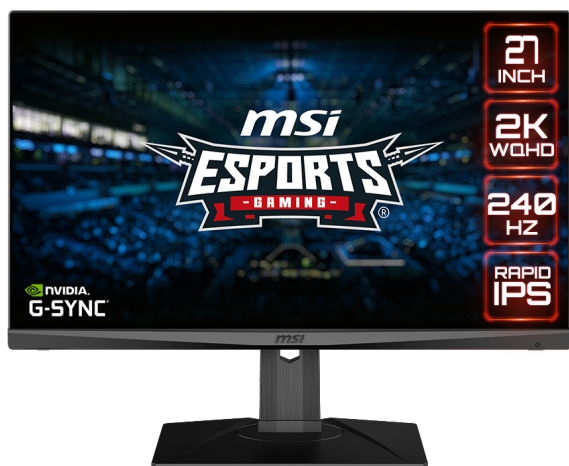 msi
ESPORTS
- GAMING -
®
NVIDIA.
G-SYNC
27
INCH
2K
WQHD
240
HZ
RAPID
IPS
msi